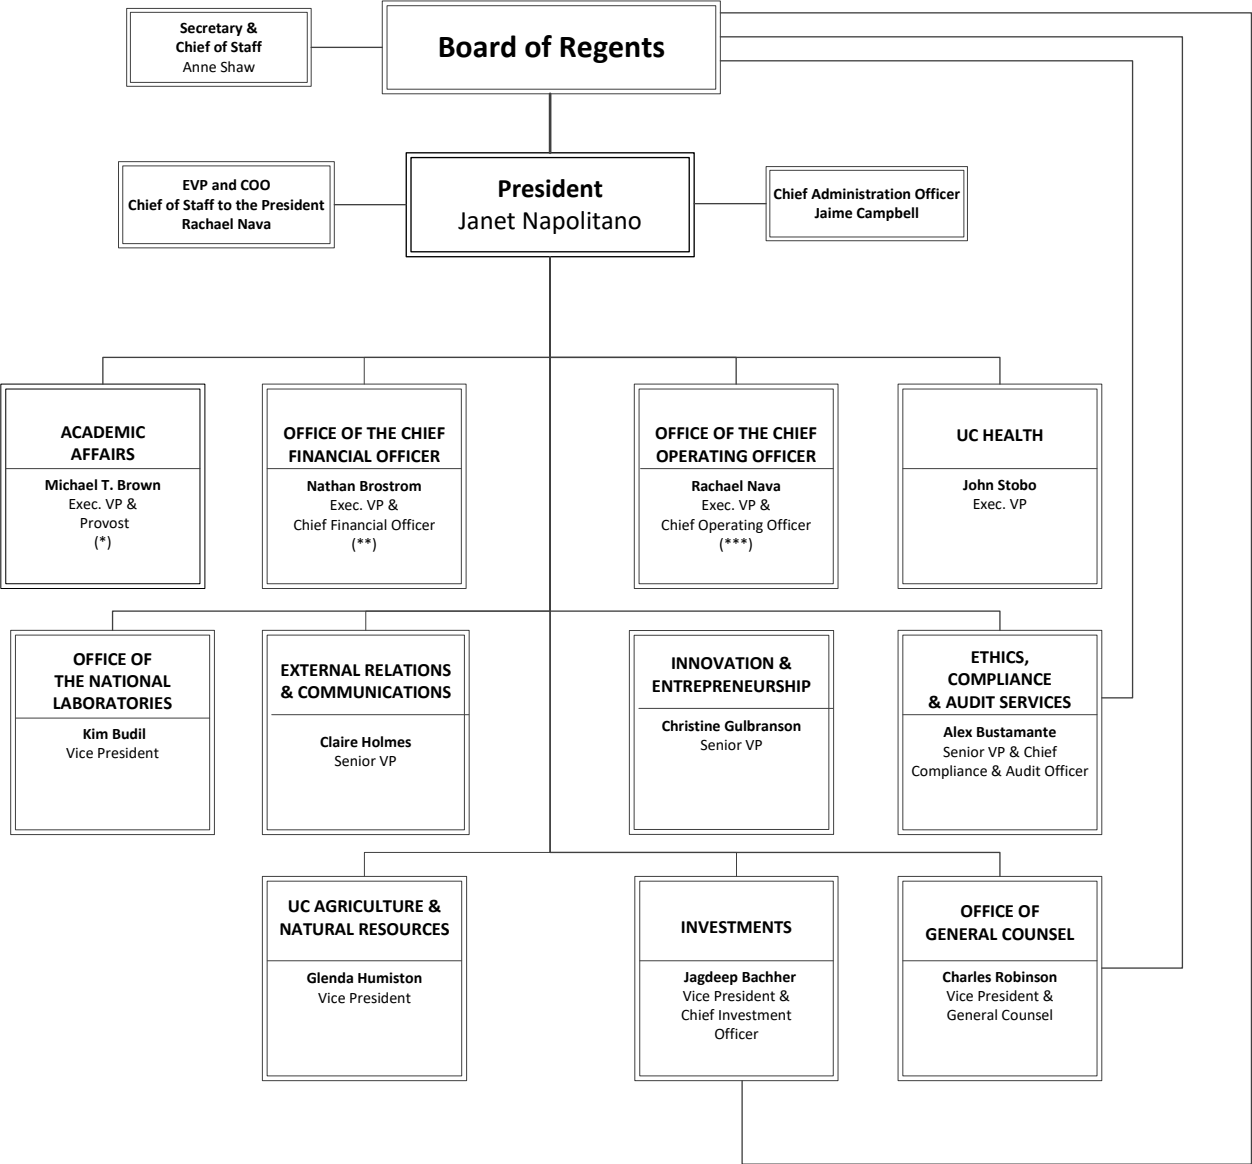 Secretary &
Chief of Staff
Anne Shaw
Board of Regents
EVP and COO
Chief of Staff to the President
Rachael Nava
President
Janet Napolitano
Chief Administration Officer
Jaime Campbell
ACADEMIC
AFFAIRS
Michael T. Brown
Exec. VP &
Provost
(*)
OFFICE OF THE CHIEF
FINANCIAL OFFICER
Nathan Brostrom
Exec. VP &
Chief Financial Officer
(**)
OFFICE OF THE CHIEF
OPERATING OFFICER
Rachael Nava
Exec. VP &
Chief Operating Officer
(***)
UC HEALTH
John Stobo
Exec. VP
OFFICE OF
THE NATIONAL
LABORATORIES
Kim Budil
Vice President
EXTERNAL RELATIONS
& COMMUNICATIONS
Claire Holmes
Senior VP
INNOVATION &
ENTREPRENEURSHIP
Christine Gulbranson
Senior VP
ETHICS,
COMPLIANCE
& AUDIT SERVICES
Alex Bustamante
Senior VP & Chief
Compliance & Audit Officer
UC AGRICULTURE &
NATURAL RESOURCES
Glenda Humiston
Vice President
INVESTMENTS
Jagdeep Bachher
Vice President &
Chief Investment
Officer
OFFICE OF
GENERAL COUNSEL
Charles Robinson
Vice President &
General Counsel